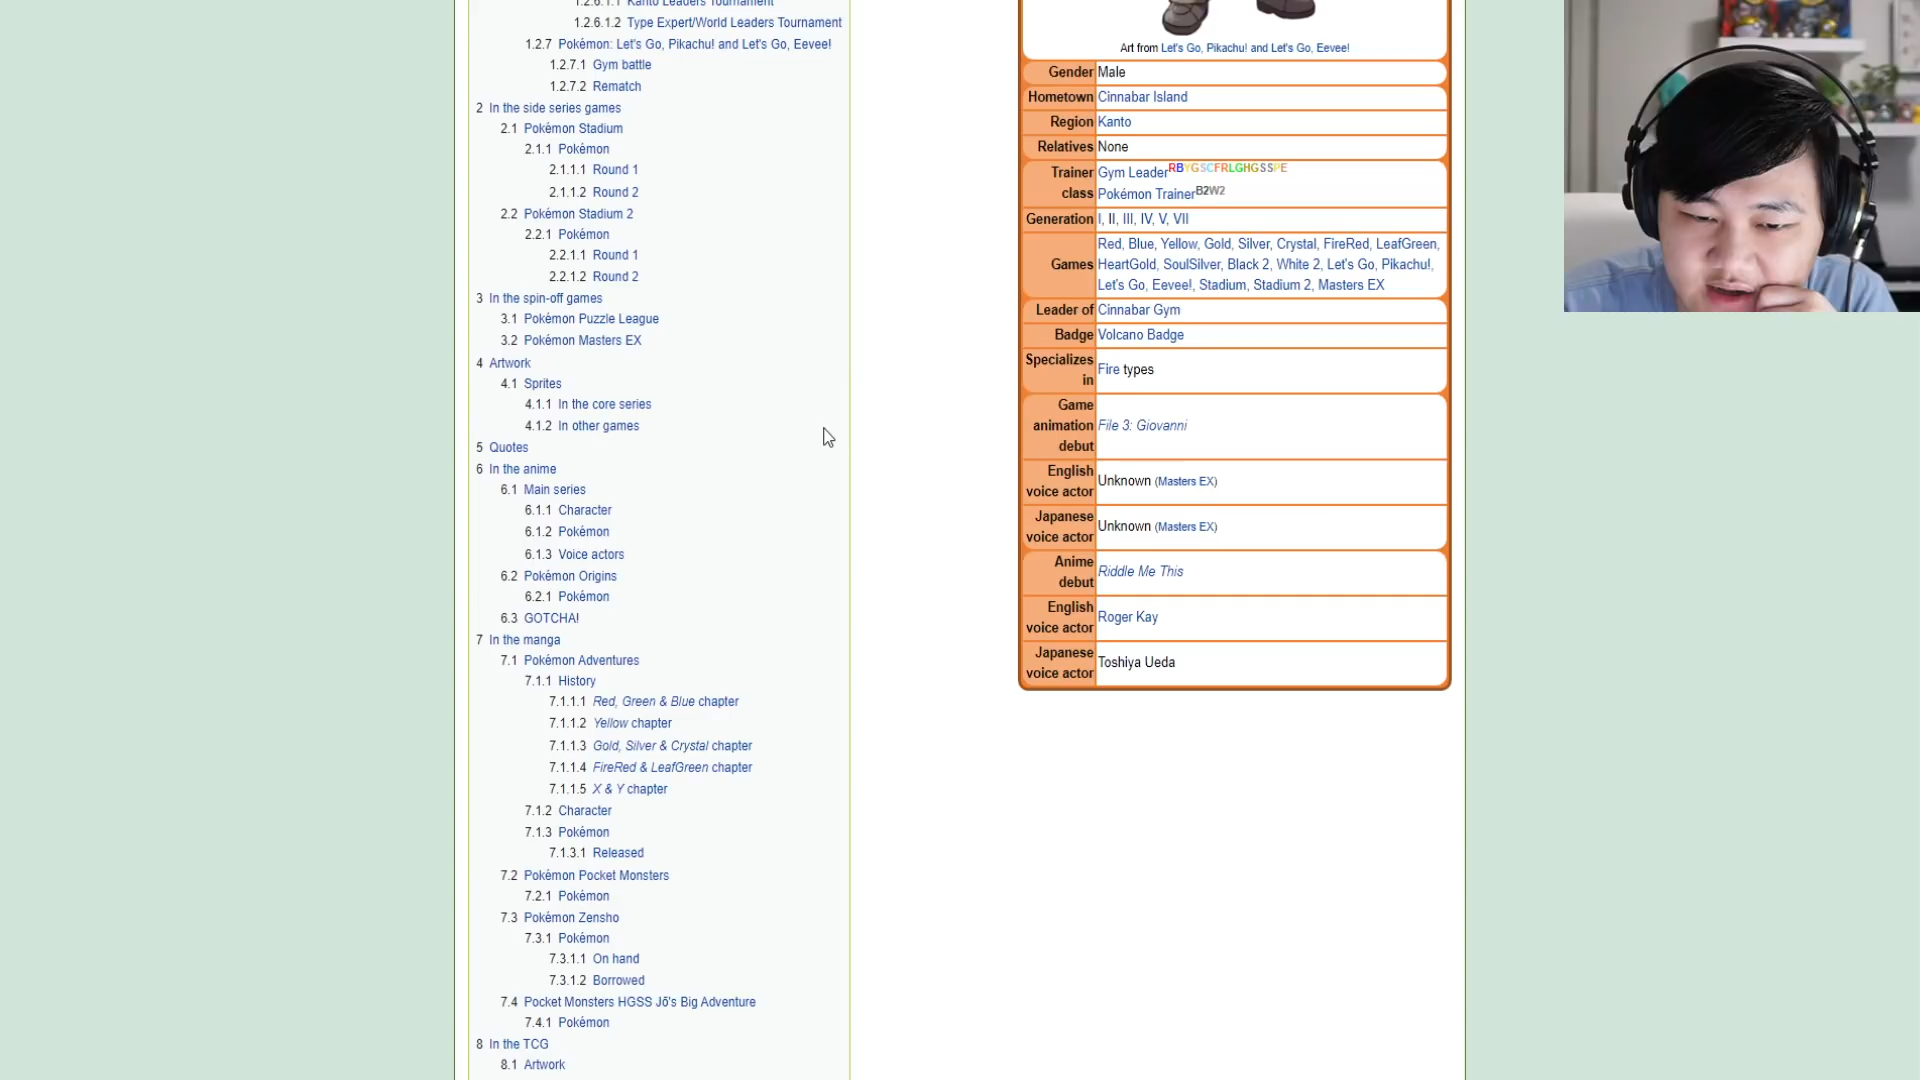 1.2.6.1.1 Kanto Leaders Tournament
1.2.6.1.2 Type Expert/World Leaders Tournament
1.2.7 Pokémon: Let's Go, Pikachu! and Let's Go, Eevee!
1.2.7.1 Gym battle
1.2.7.2 Rematch
2 In the side series games
2.1 Pokémon Stadium
2.1.1 Pokémon
2.1.1.1 Round 1
2.1.1.2 Round 2
2.2 Pokémon Stadium 2
2.2.1 Pokémon
2.2.1.1 Round 1
2.2.1.2 Round 2
3 In the spin-off games
3.1 Pokémon Puzzle League
3.2 Pokémon Masters EX
4 Artwork
4.1 Sprites
4.1.1 In the core series
4.1.2 In other games
5 Quotes
6 In the anime
6.1 Main series
6.1.1 Character
6.1.2 Pokémon
6.1.3 Voice actors
6.2 Pokémon Origins
6.2.1 Pokémon
6.3 GOTCHA!
7 In the manga
7.1 Pokémon Adventures
7.1.1 History
7.1.1.1 Red, Green & Blue chapter
7.1.1.2 Yellow chapter
7.1.1.3 Gold, Silver & Crystal chapter
7.1.1.4 FireRed & LeafGreen chapter
7.1.1.5 X & Y chapter
7.1.2 Character
7.1.3 Pokémon
7.1.3.1 Released
7.2 Pokémon Pocket Monsters
7.2.1 Pokémon
7.3 Pokémon Zensho
7.3.1 Pokémon
7.3.1.1 On hand
7.3.1.2 Borrowed
7.4 Pocket Monsters HGSS Jō's Big Adventure
7.4.1 Pokémon
8 In the TCG
8.1 Artwork
Art from Let's Go, Pikachu! and Let's Go, Eevee!
Gender Male
Hometown Cinnabar Island
Region Kanto
Relatives None
Trainer class
Gym LeaderRBYGSCFRLGHGSSPE
Pokémon TrainerB2W2
Generation I, II, III, IV, V, VII
Games
Red, Blue, Yellow, Gold, Silver, Crystal, FireRed, LeafGreen,
HeartGold, SoulSilver, Black 2, White 2, Let's Go, Pikachu!,
Let's Go, Eevee!, Stadium, Stadium 2, Masters EX
Leader of Cinnabar Gym
Badge Volcano Badge
Specializes in Fire types
Game animation debut File 3: Giovanni
English voice actor Unknown (Masters EX)
Japanese voice actor Unknown (Masters EX)
Anime debut Riddle Me This
English voice actor Roger Kay
Japanese voice actor Toshiya Ueda